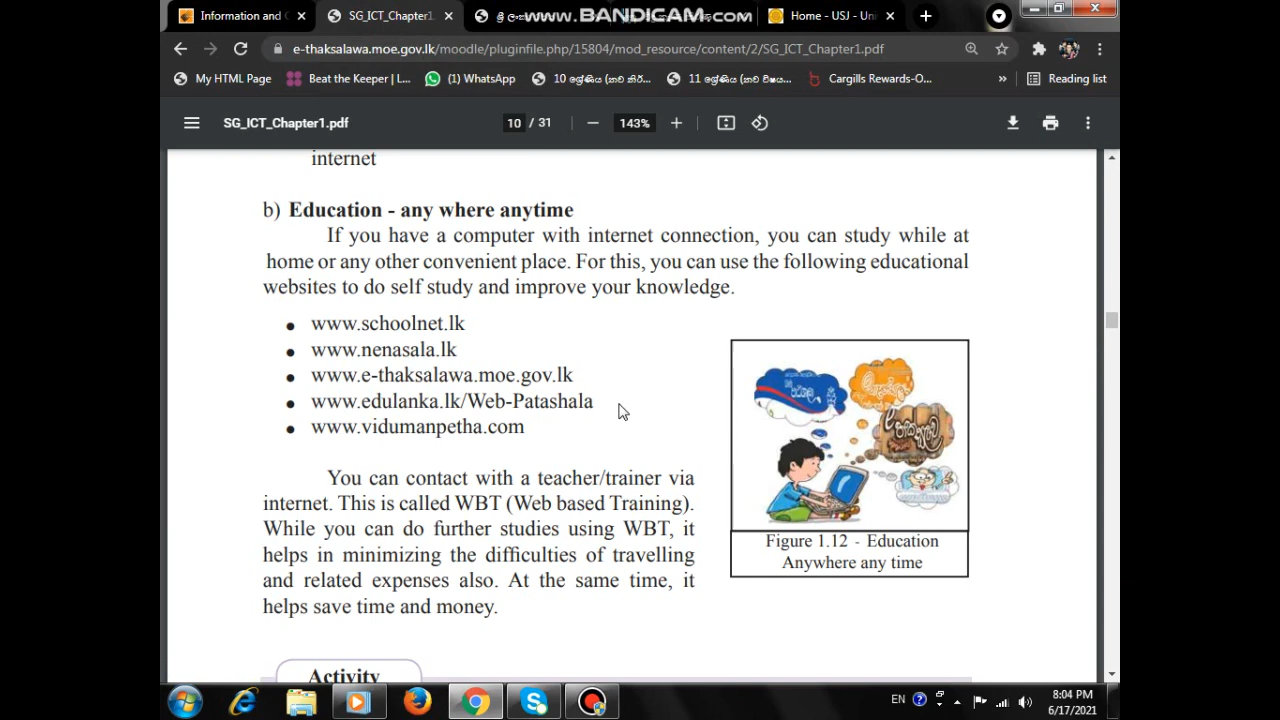 Information and
SG_ICT_Chapter1.
www.BANDICAM.com
Home - USJ - Un
e-thaksalawa.moe.gov.lk/moodle/pluginfile.php/15804/mod_resource/content/2/SG_ICT_Chapter1.pdf
My HTML Page
Beat the Keeper | L...
(1) WhatsApp
10 ශ්‍රේණිය (නව නිර්...
11 ශ්‍රේණිය (නව විෂය...
Cargills Rewards-O...
»
Reading list
SG_ICT_Chapter1.pdf
10 / 31
143%
internet
b) Education - any where anytime
If you have a computer with internet connection, you can study while at
home or any other convenient place. For this, you can use the following educational
websites to do self study and improve your knowledge.
• www.schoolnet.lk
• www.nenasala.lk
• www.e-thaksalawa.moe.gov.lk
• www.edulanka.lk/Web-Patashala
• www.vidumanpetha.com
You can contact with a teacher/trainer via
internet. This is called WBT (Web based Training).
While you can do further studies using WBT, it
helps in minimizing the difficulties of travelling
and related expenses also. At the same time, it
helps save time and money.
Figure 1.12 - Education
Anywhere any time
Activity
EN
8:04 PM
6/17/2021